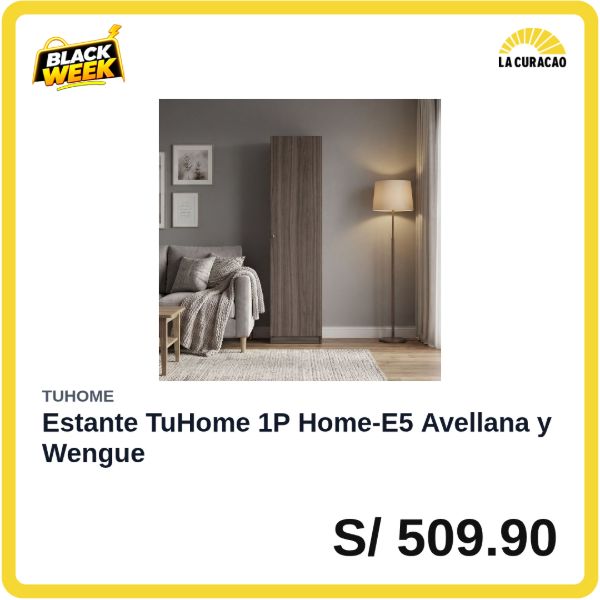 BLACK
WEEK
LA CURACAO
TUHOME
Estante TuHome 1P Home-E5 Avellana y
Wengue
S/ 509.90